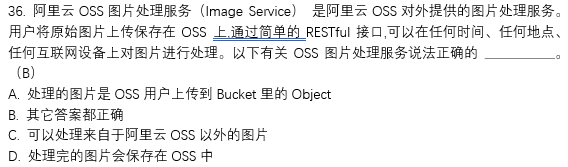 36. 阿里云 OSS 图片处理服务（Image Service） 是阿里云 OSS 对外提供的图片处理服务。
用户将原始图片上传保存在 OSS 上,通过简单的 RESTful 接口,可以在任何时间、任何地点、
任何互联网设备上对图片进行处理。以下有关 OSS 图片处理服务说法正确的 ________。
（B）
A. 处理的图片是 OSS 用户上传到 Bucket 里的 Object
B. 其它答案都正确
C. 可以处理来自于阿里云 OSS 以外的图片
D. 处理完的图片会保存在 OSS 中